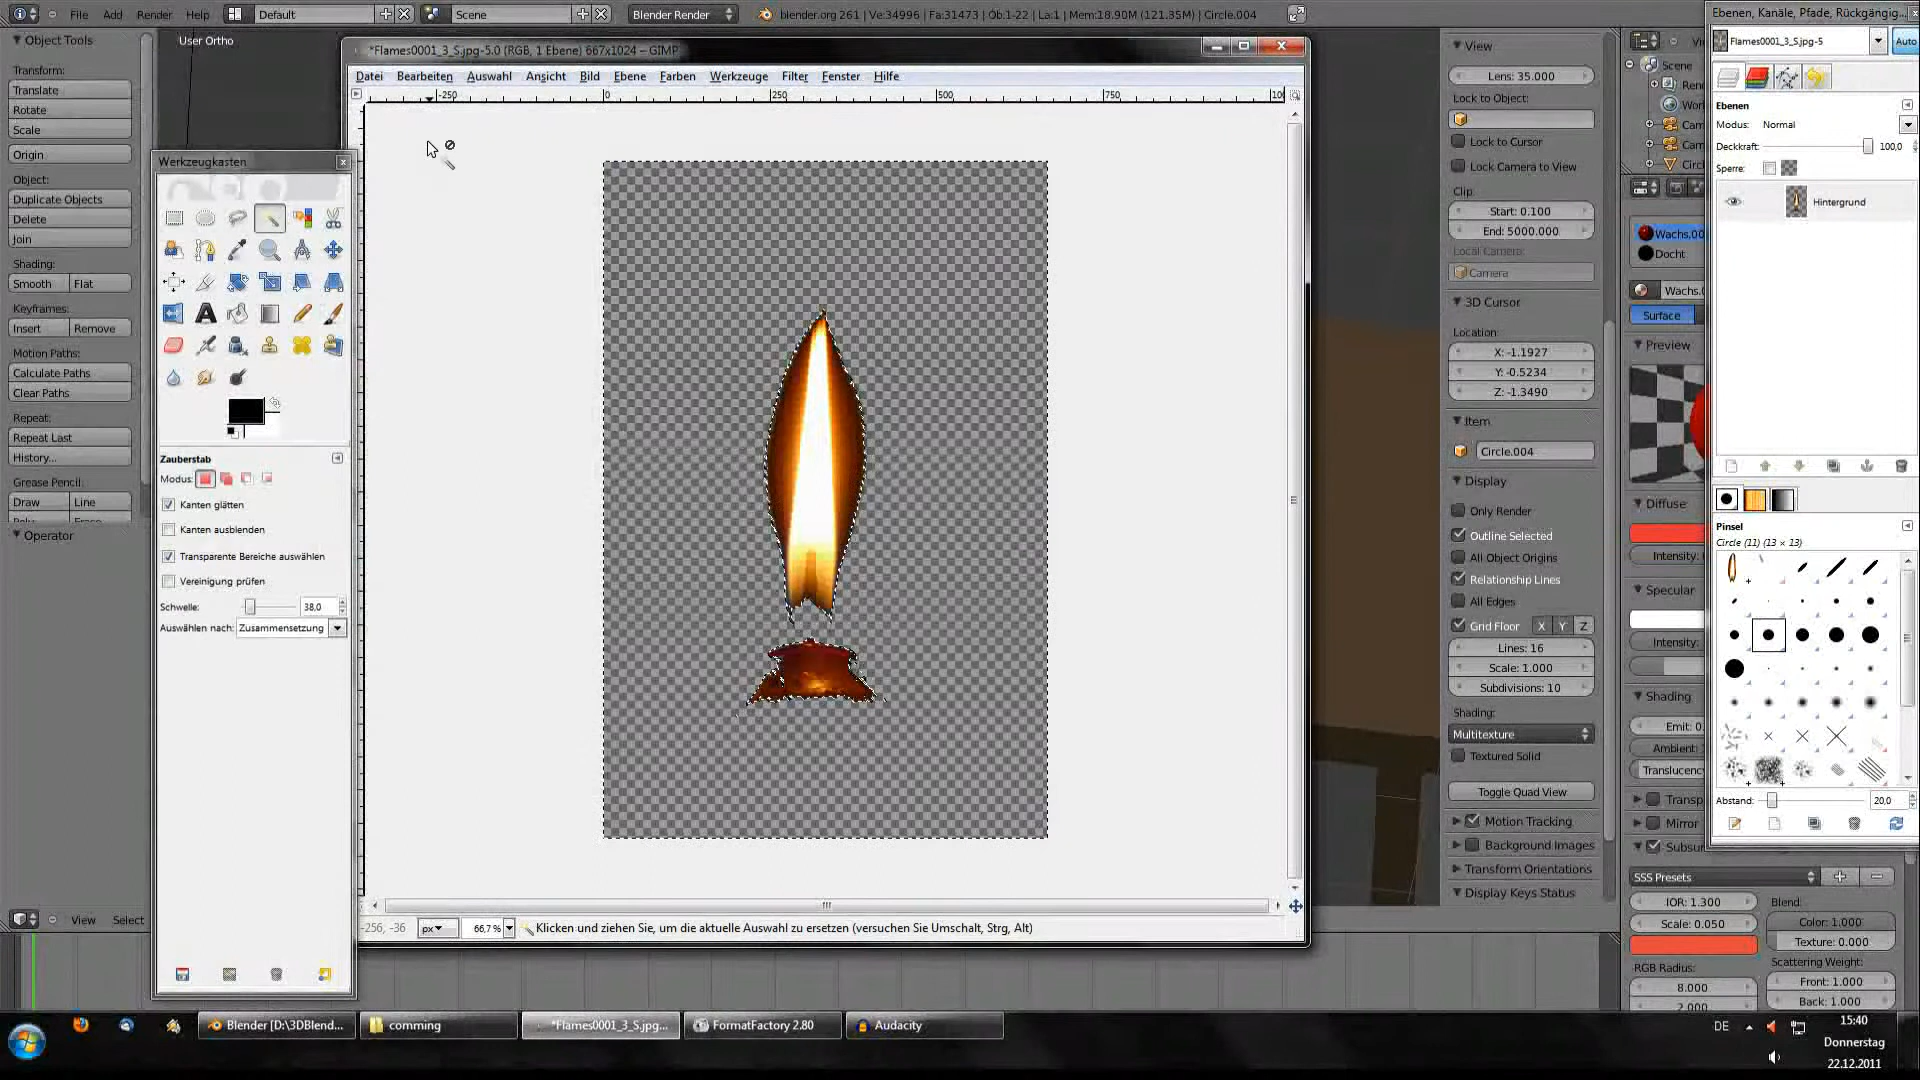 File Add Render Help Default Scene Blender Render blender.org 261 | Ve:34996 | Fa:31473 | Ob:1-22 | La:1 | Mem:18.90M (121.35M) | Circle.004
Object Tools
Transform:
Translate
Rotate
Scale
Origin
Object:
Duplicate Objects
Delete
Join
Shading:
Smooth Flat
Keyframes:
Insert Remove
Motion Paths:
Calculate Paths
Clear Paths
Repeat:
Repeat Last
History...
Grease Pencil:
Draw Line
Operator
User Ortho
View Select
Werkzeugkasten
Zauberstab
Modus:
Kanten glätten
Kanten ausblenden
Transparente Bereiche auswählen
Vereinigung prüfen
Schwelle: 38,0
Auswählen nach: Zusammensetzung
*Flames0001_3_S.jpg-5.0 (RGB, 1 Ebene) 667x1024 – GIMP
Datei Bearbeiten Auswahl Ansicht Bild Ebene Farben Werkzeuge Filter Fenster Hilfe
-250 0 250 500 750
-256, -36 px 66,7 % Klicken und ziehen Sie, um die aktuelle Auswahl zu ersetzen (versuchen Sie Umschalt, Strg, Alt)
View
Lens: 35.000
Lock to Object:
Lock to Cursor
Lock Camera to View
Clip
Start: 0.100
End: 5000.000
Local Camera:
Camera
3D Cursor
Location:
X: -1.1927
Y: -0.5234
Z: -1.3490
Item
Circle.004
Display
Only Render
Outline Selected
All Object Origins
Relationship Lines
All Edges
Grid Floor X Y Z
Lines: 16
Scale: 1.000
Subdivisions: 10
Shading:
Multitexture
Textured Solid
Toggle Quad View
Motion Tracking
Background Images
Transform Orientations
Display Keys Status
Scene
Wachs.00
Docht
Surface
Preview
Diffuse
Intensity:
Specular
Intensity:
Shading
Emit: 0.
Ambient:
Translucency
Mirror
SSS Presets
IOR: 1.300
Scale: 0.050
RGB Radius:
8.000
2.000
Blend:
Color: 1.000
Texture: 0.000
Scattering Weight:
Front: 1.000
Back: 1.000
Ebenen, Kanäle, Pfade, Rückgängig...
Flames0001_3_S.jpg-5 Auto
Ebenen
Modus: Normal
Deckkraft: 100,0
Sperre:
Hintergrund
Pinsel
Circle (11) (13 × 13)
Abstand: 20,0
Blender [D:\3DBlend... comming *Flames0001_3_S.jpg... FormatFactory 2.80 Audacity
DE
15:40
Donnerstag
22.12.2011